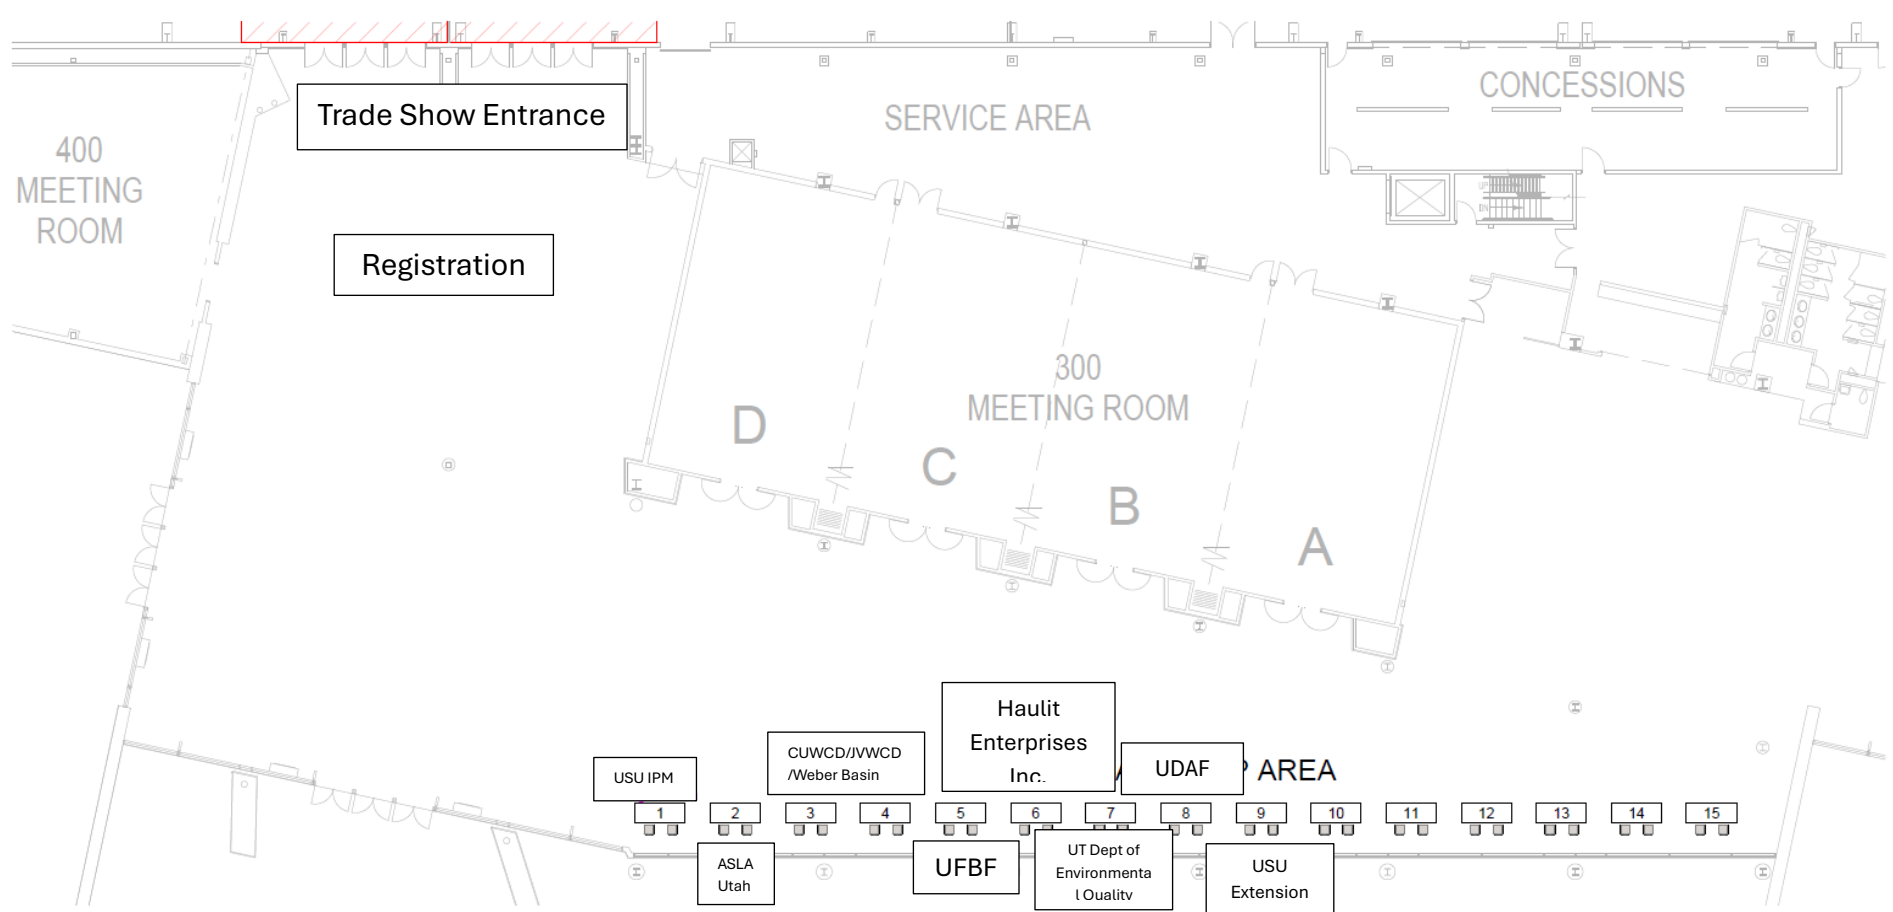 Trade Show Entrance
SERVICE AREA
CONCESSIONS
400
MEETING
ROOM
UP
DN
Registration
300
MEETING ROOM
D
C
B
A
Haulit
Enterprises
Inc.
CUWCD/JVWCD
/Weber Basin
USU IPM
UDAF
AREA
1 2 3 4 5 6 7 8 9 10 11 12 13 14 15
ASLA
Utah
UFBF
UT Dept of
Environmenta
l Quality
USU
Extension